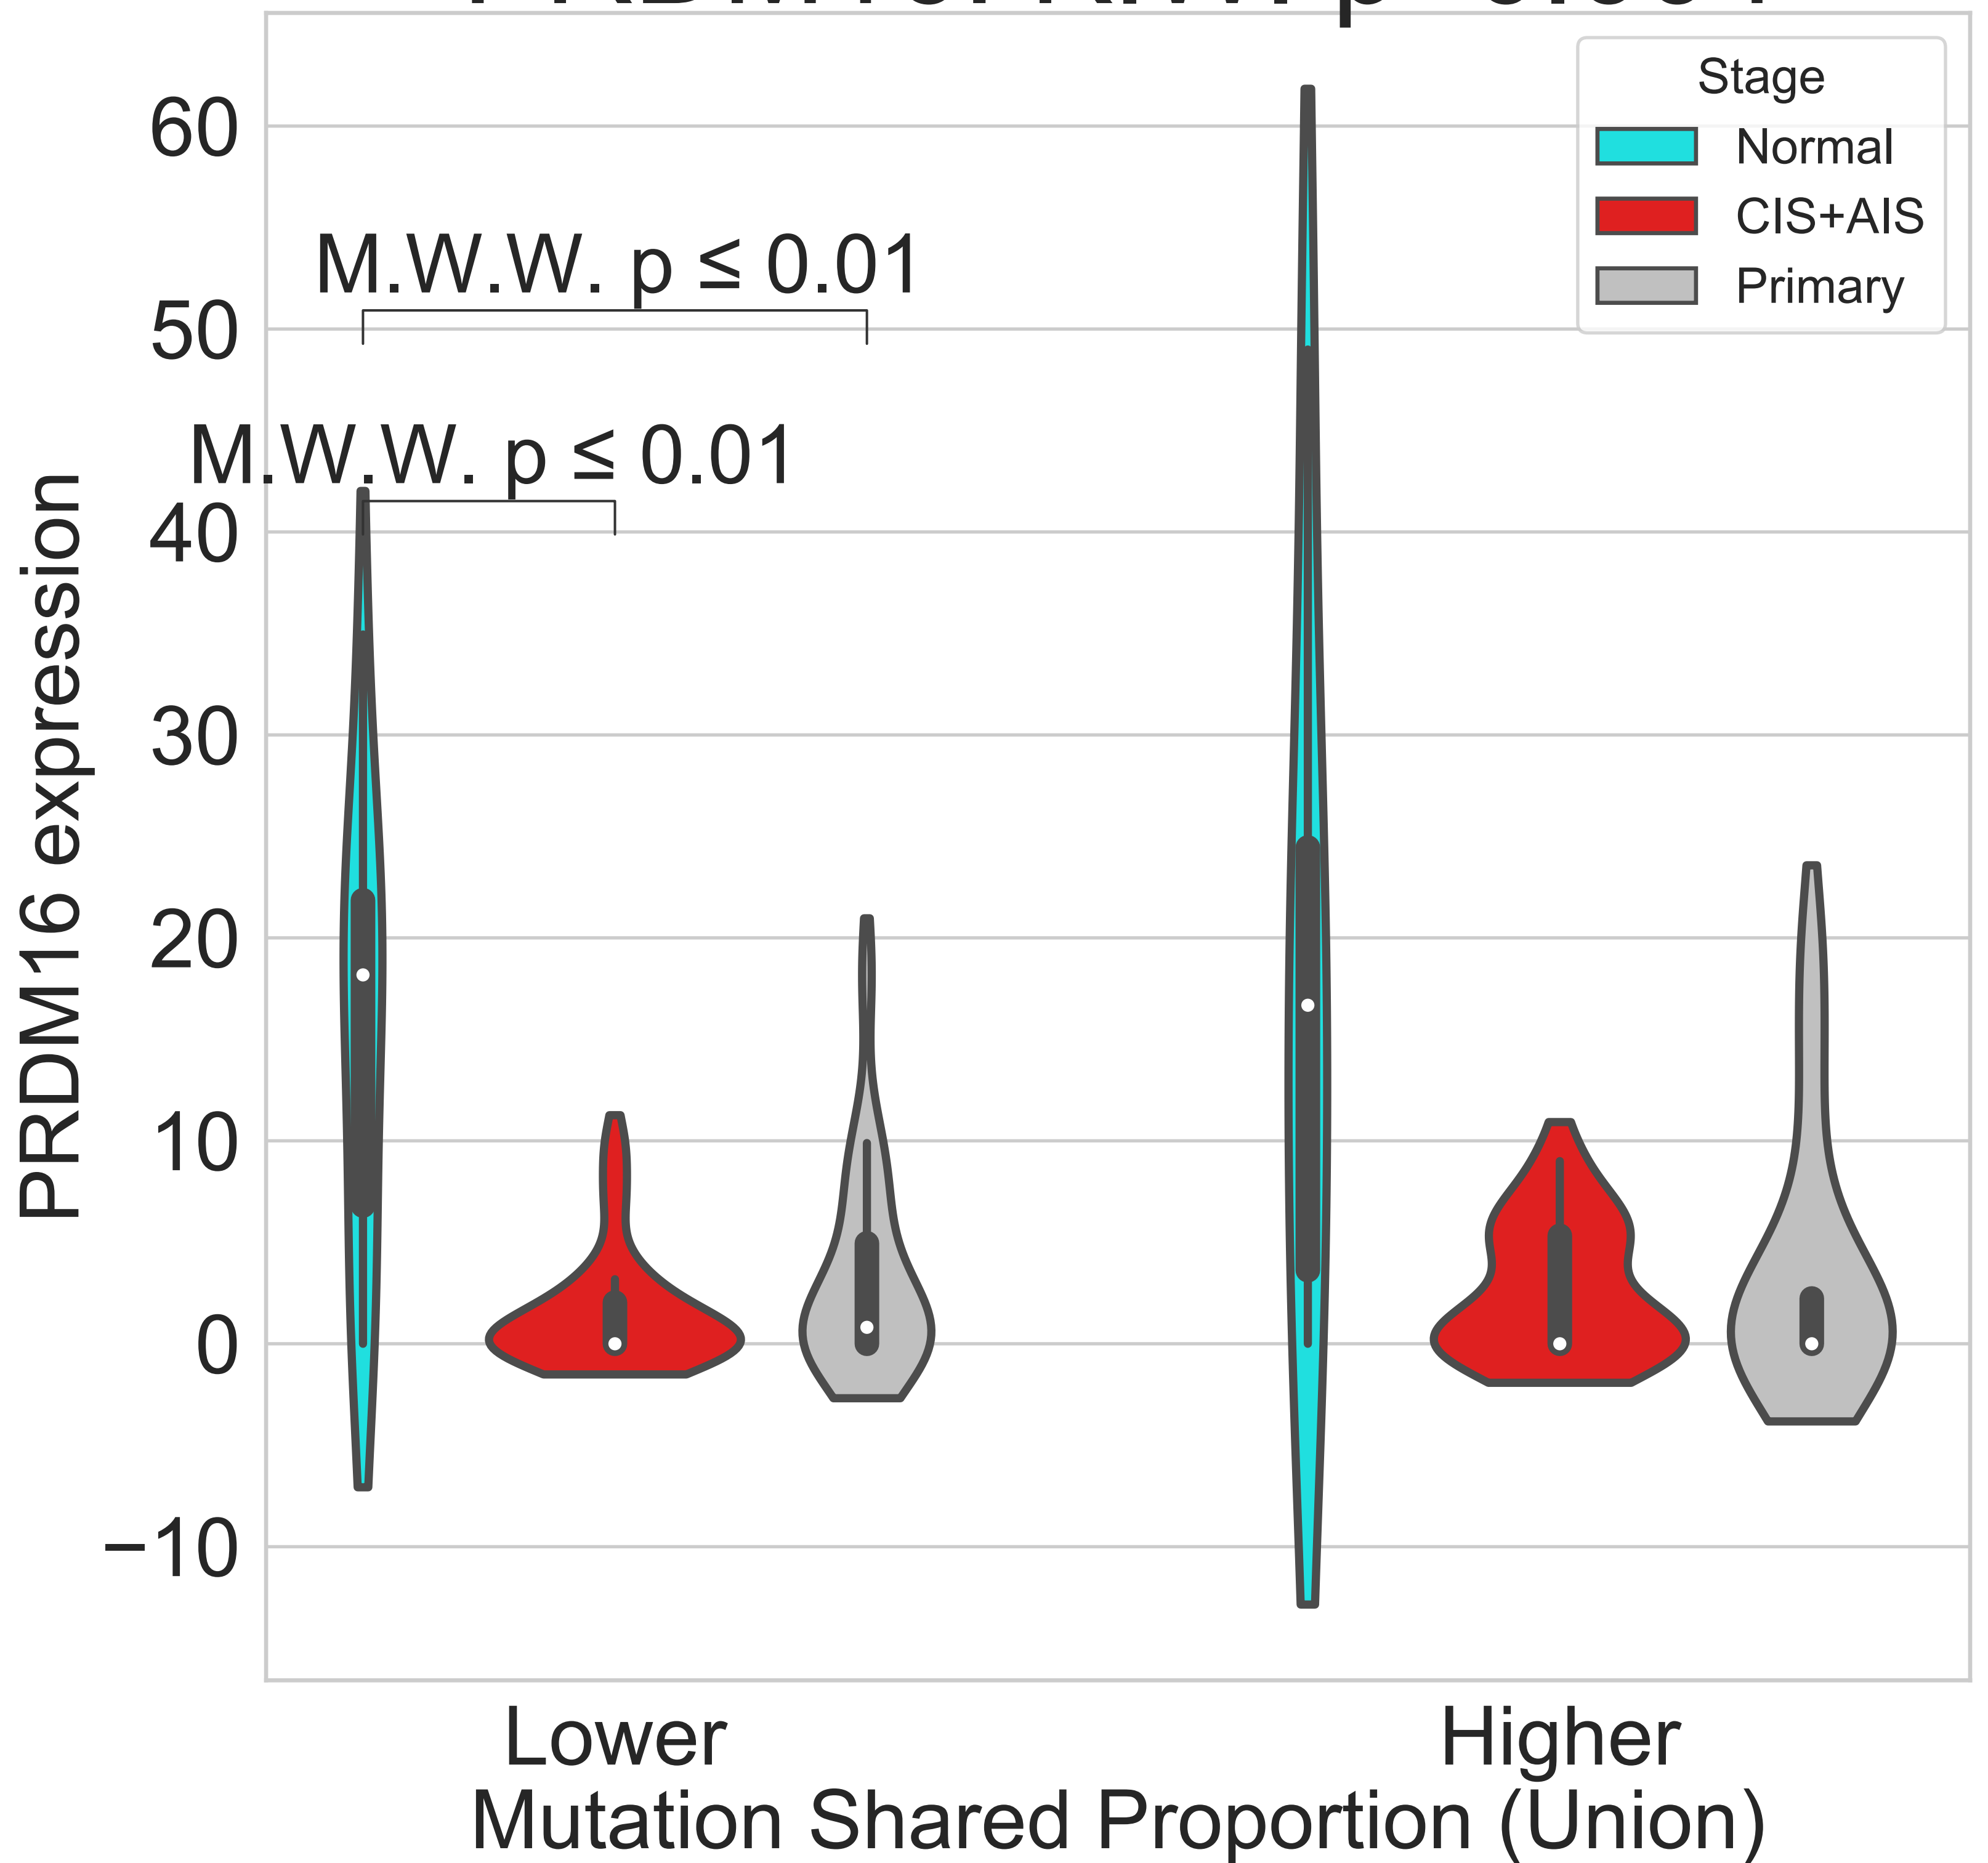 Stage
Normal
CIS+AIS
Primary
M.W.W. p ≤ 0.01
M.W.W. p ≤ 0.01
60
50
40
30
20
10
0
−10
PRDM16 expression
Lower
Higher
Mutation Shared Proportion (Union)